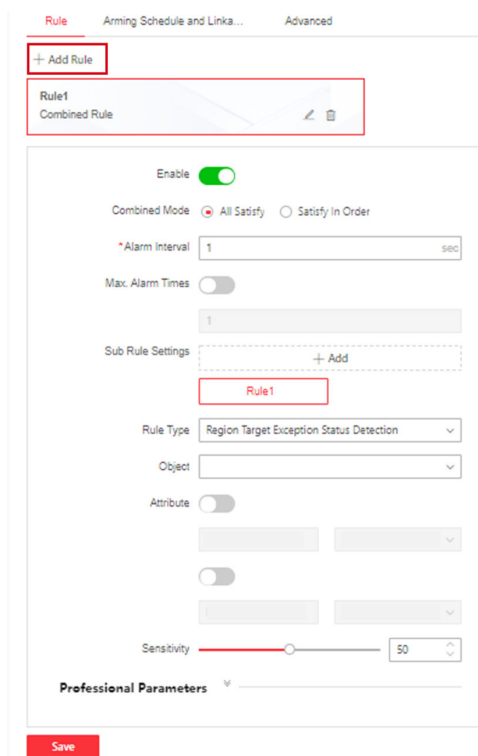 Rule Arming Schedule and Linka... Advanced
+ Add Rule
Rule1
Combined Rule
Enable
Combined Mode All Satisfy Satisfy In Order
*Alarm Interval 1 sec
Max. Alarm Times
1
Sub Rule Settings + Add
Rule1
Rule Type Region Target Exception Status Detection
Object
Attribute
Sensitivity 50
Professional Parameters
Save